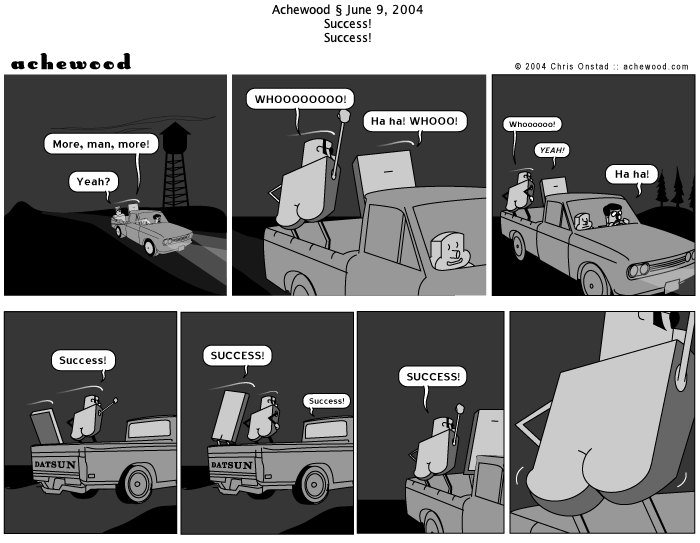 Achewood § June 9, 2004
Success!
Success!
achewood
© 2004 Chris Onstad :: achewood.com
More, man, more!
Yeah?
WHOOOOOOOO!
Ha ha! WHOOO!
Whoooooo!
YEAH!
Ha ha!
Success!
DATSUN
SUCCESS!
Success!
DATSUN
SUCCESS!